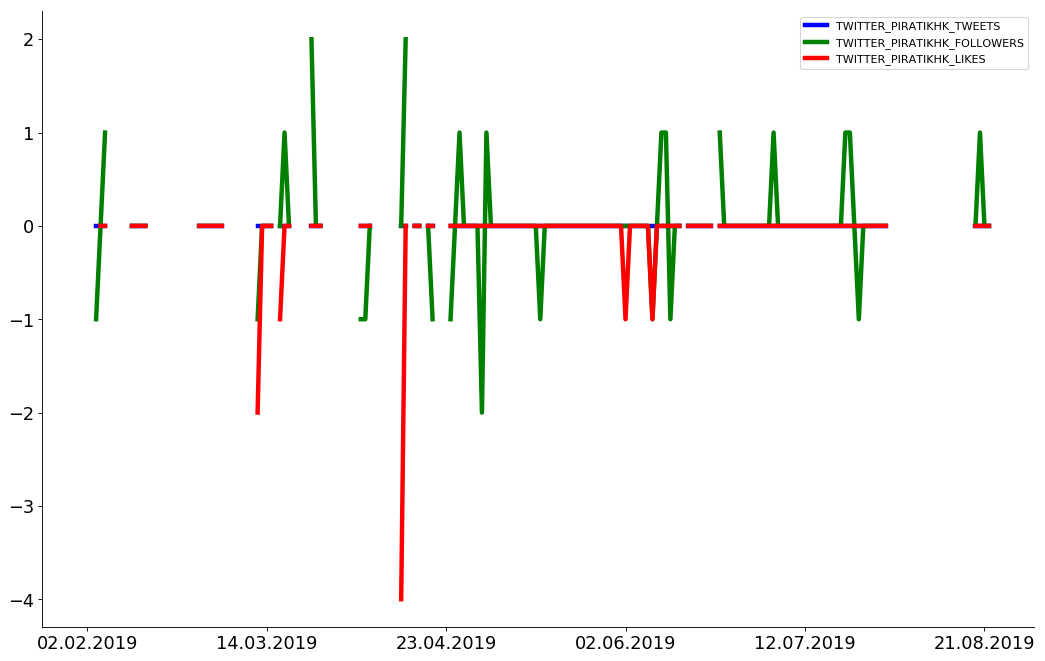 TWITTER_PIRATIKHK_TWEETS
TWITTER_PIRATIKHK_FOLLOWERS
TWITTER_PIRATIKHK_LIKES
2
1
0
−1
−2
−3
−4
02.02.2019 14.03.2019 23.04.2019 02.06.2019 12.07.2019 21.08.2019